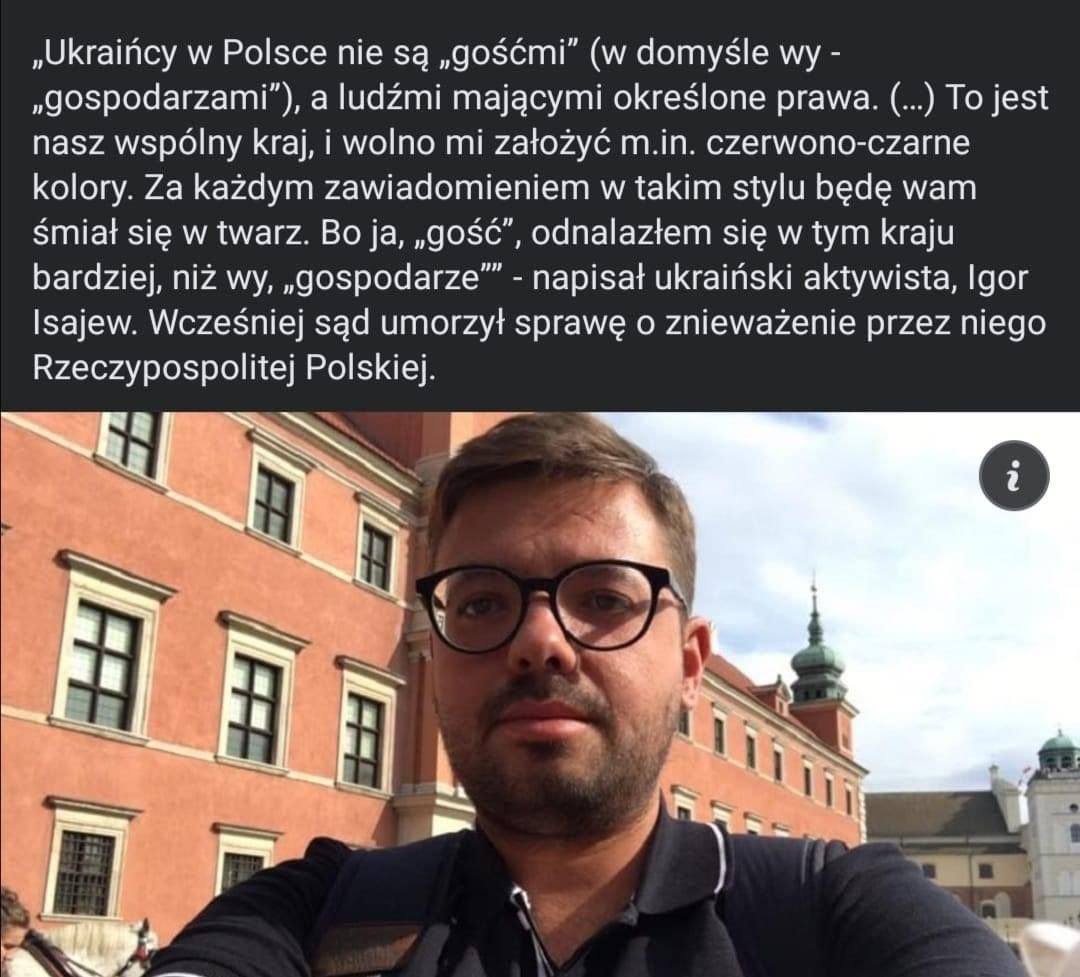 „Ukraińcy w Polsce nie są „gośćmi” (w domyśle wy -
„gospodarzami”), a ludźmi mającymi określone prawa. (...) To jest
nasz wspólny kraj, i wolno mi założyć m.in. czerwono-czarne
kolory. Za każdym zawiadomieniem w takim stylu będę wam
śmiał się w twarz. Bo ja, „gość”, odnalazłem się w tym kraju
bardziej, niż wy, „gospodarze”” - napisał ukraiński aktywista, Igor
Isajew. Wcześniej sąd umorzył sprawę o znieważenie przez niego
Rzeczypospolitej Polskiej.
i